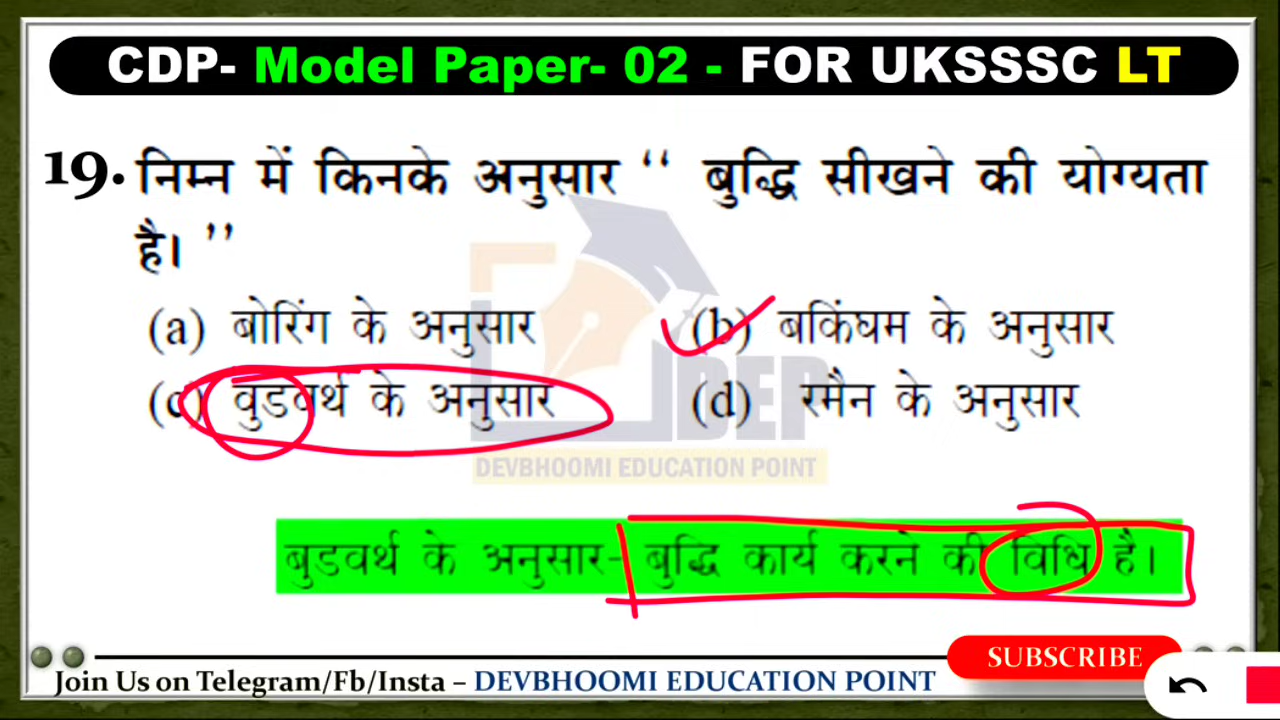 CDP- Model Paper- 02 - FOR UKSSSC LT
19. निम्न में किनके अनुसार “ बुद्धि सीखने की योग्यता
है। ”
(a) बोरिंग के अनुसार (b) बकिंघम के अनुसार
(c) वुडवर्थ के अनुसार (d) रमैन के अनुसार
DEP
DEVBHOOMI EDUCATION POINT
बुडवर्थ के अनुसार- बुद्धि कार्य करने की विधि है।
SUBSCRIBE
Join Us on Telegram/Fb/Insta – DEVBHOOMI EDUCATION POINT